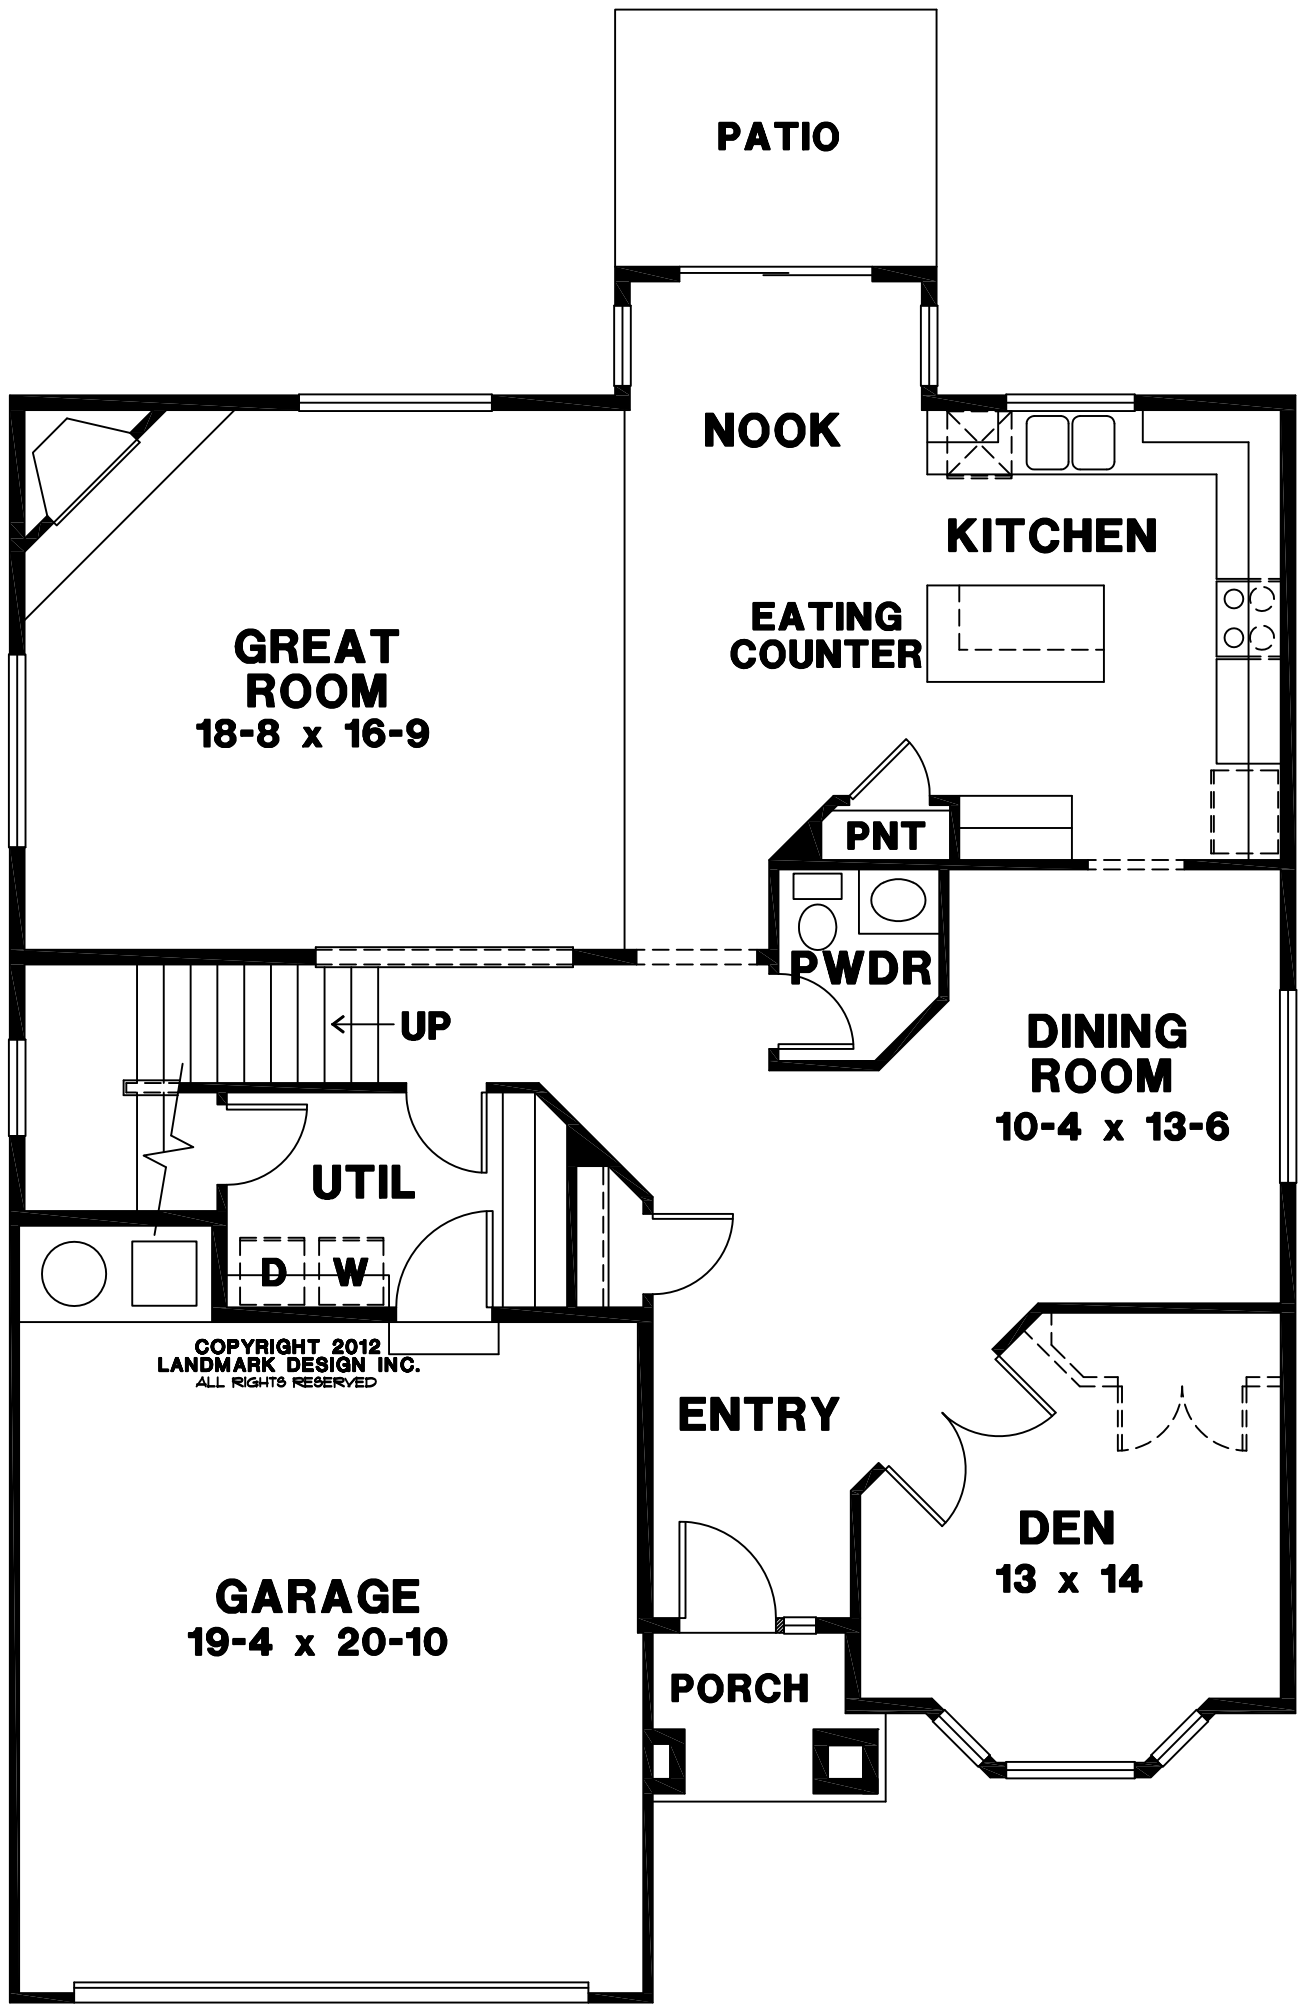 PATIO
NOOK
KITCHEN
EATING
COUNTER
GREAT
ROOM
18-8 x 16-9
PNT
PWDR
UP
DINING
ROOM
10-4 x 13-6
UTIL
D W
COPYRIGHT 2012
LANDMARK DESIGN INC.
ALL RIGHTS RESERVED
ENTRY
DEN
13 x 14
GARAGE
19-4 x 20-10
PORCH